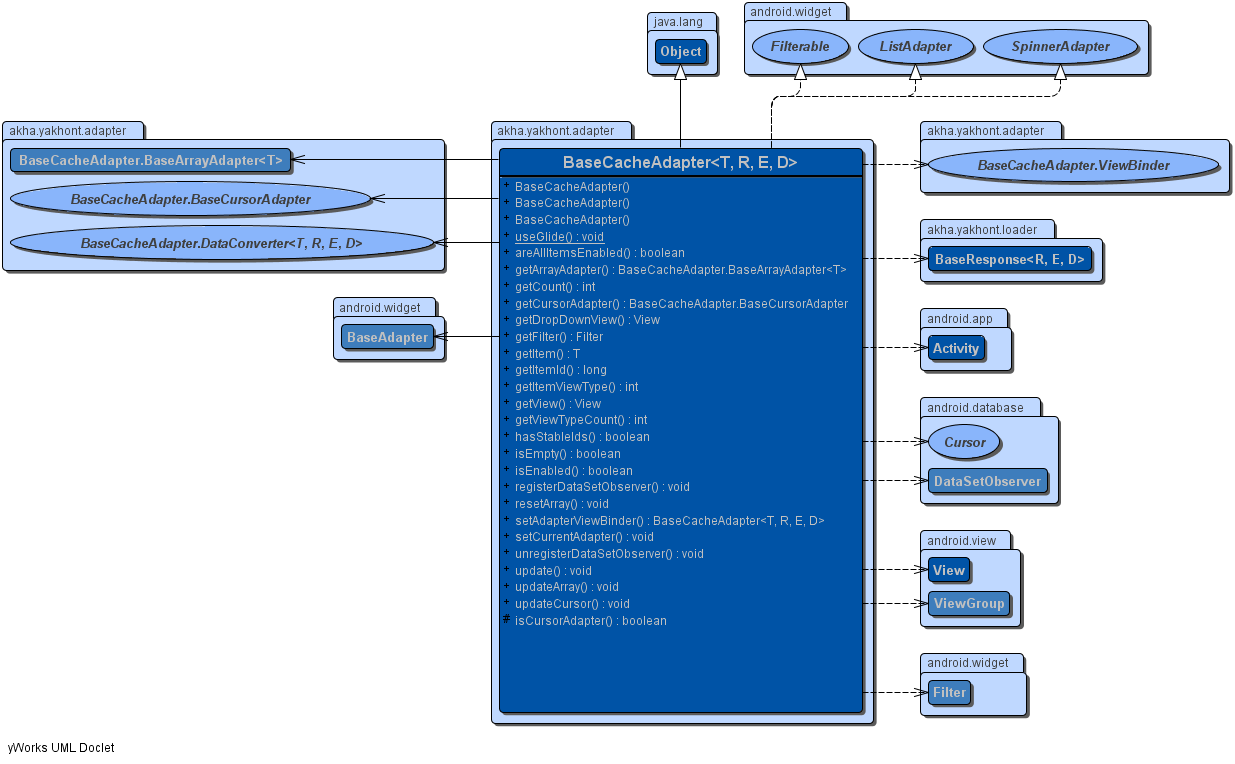 java.lang
Object
android.widget
Filterable
ListAdapter
SpinnerAdapter
akha.yakhont.adapter
BaseCacheAdapter.BaseArrayAdapter<T>
BaseCacheAdapter.BaseCursorAdapter
BaseCacheAdapter.DataConverter<T, R, E, D>
android.widget
BaseAdapter
akha.yakhont.adapter
BaseCacheAdapter<T, R, E, D>
+ BaseCacheAdapter()
+ BaseCacheAdapter()
+ BaseCacheAdapter()
+ useGlide() : void
+ areAllItemsEnabled() : boolean
+ getArrayAdapter() : BaseCacheAdapter.BaseArrayAdapter<T>
+ getCount() : int
+ getCursorAdapter() : BaseCacheAdapter.BaseCursorAdapter
+ getDropDownView() : View
+ getFilter() : Filter
+ getItem() : T
+ getItemId() : long
+ getItemViewType() : int
+ getView() : View
+ getViewTypeCount() : int
+ hasStableIds() : boolean
+ isEmpty() : boolean
+ isEnabled() : boolean
+ registerDataSetObserver() : void
+ resetArray() : void
+ setAdapterViewBinder() : BaseCacheAdapter<T, R, E, D>
+ setCurrentAdapter() : void
+ unregisterDataSetObserver() : void
+ update() : void
+ updateArray() : void
+ updateCursor() : void
# isCursorAdapter() : boolean
akha.yakhont.adapter
BaseCacheAdapter.ViewBinder
akha.yakhont.loader
BaseResponse<R, E, D>
android.app
Activity
android.database
Cursor
DataSetObserver
android.view
View
ViewGroup
android.widget
Filter
yWorks UML Doclet